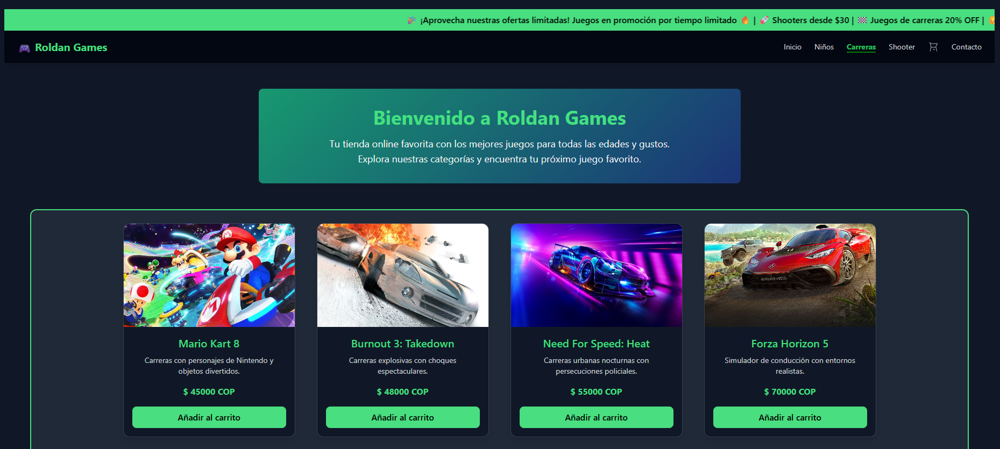 🎉 ¡Aprovecha nuestras ofertas limitadas! Juegos en promoción por tiempo limitado 🔥 | 🚀 Shooters desde $30 | 🏁 Juegos de carreras 20% OFF |
🎮 Roldan Games
Inicio Niños Carreras Shooter Contacto
Bienvenido a Roldan Games
Tu tienda online favorita con los mejores juegos para todas las edades y gustos.
Explora nuestras categorías y encuentra tu próximo juego favorito.
Mario Kart 8
Carreras con personajes de Nintendo y
objetos divertidos.
$ 45000 COP
Añadir al carrito
Burnout 3: Takedown
Carreras explosivas con choques
espectaculares.
$ 48000 COP
Añadir al carrito
Need For Speed: Heat
Carreras urbanas nocturnas con
persecuciones policiales.
$ 55000 COP
Añadir al carrito
Forza Horizon 5
Simulador de conducción con entornos
realistas.
$ 70000 COP
Añadir al carrito